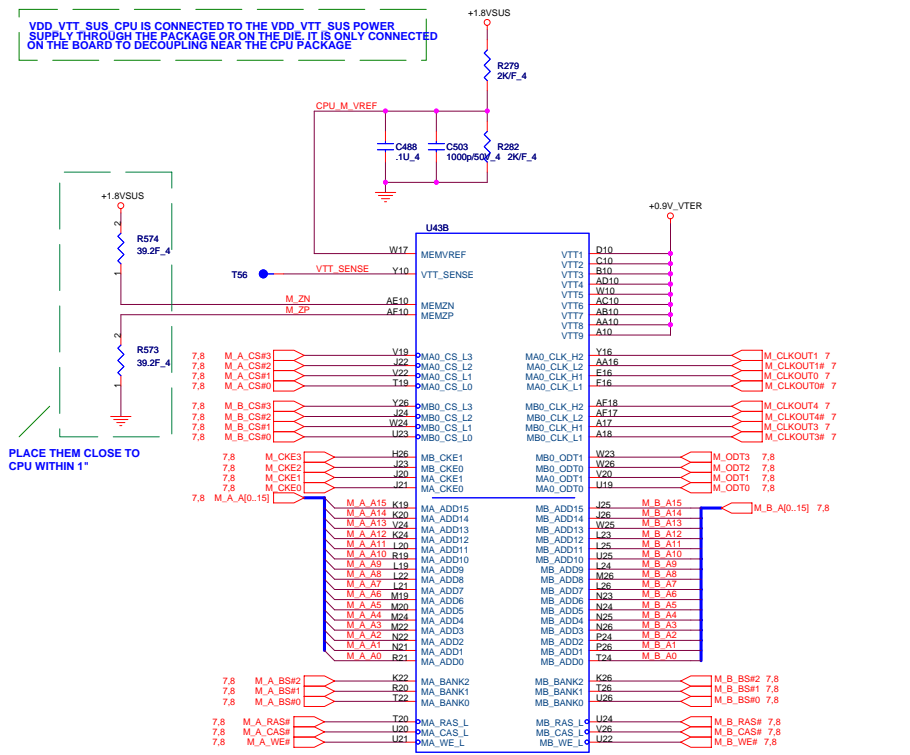 VDD_VTT_SUS_CPU IS CONNECTED TO THE VDD_VTT_SUS POWER
SUPPLY THROUGH THE PACKAGE OR ON THE DIE. IT IS ONLY CONNECTED
ON THE BOARD TO DECOUPLING NEAR THE CPU PACKAGE
+1.8VSUS
R279
2K/F_4
CPU_M_VREF
C488
.1U_4
C503
1000p/50V_4
R282
2K/F_4
+1.8VSUS
2
R574
39.2F_4
1
2
R573
39.2F_4
1
PLACE THEM CLOSE TO
CPU WITHIN 1"
+0.9V_VTER
U43B
W17 MEMVREF
T56 VTT_SENSE Y10 VTT_SENSE
M_ZN AE10 MEMZN
M_ZP AF10 MEMZP
VTT1 D10
VTT2 C10
VTT3 B10
VTT4 AD10
VTT5 W10
VTT6 AC10
VTT7 AB10
VTT8 AA10
VTT9 A10
7,8 M_A_CS#3 V19 MA0_CS_L3 MA0_CLK_H2 Y16 M_CLKOUT1 7
7,8 M_A_CS#2 J22 MA0_CS_L2 MA0_CLK_L2 AA16 M_CLKOUT1# 7
7,8 M_A_CS#1 V22 MA0_CS_L1 MA0_CLK_H1 E16 M_CLKOUT0 7
7,8 M_A_CS#0 T19 MA0_CS_L0 MA0_CLK_L1 F16 M_CLKOUT0# 7
7,8 M_B_CS#3 Y26 MB0_CS_L3 MB0_CLK_H2 AF18 M_CLKOUT4 7
7,8 M_B_CS#2 J24 MB0_CS_L2 MB0_CLK_L2 AF17 M_CLKOUT4# 7
7,8 M_B_CS#1 W24 MB0_CS_L1 MB0_CLK_H1 A17 M_CLKOUT3 7
7,8 M_B_CS#0 U23 MB0_CS_L0 MB0_CLK_L1 A18 M_CLKOUT3# 7
7,8 M_CKE3 H26 MB_CKE1 MB0_ODT1 W23 M_ODT3 7,8
7,8 M_CKE2 J23 MB_CKE0 MB0_ODT0 W26 M_ODT2 7,8
7,8 M_CKE1 J20 MA_CKE1 MA0_ODT1 V20 M_ODT1 7,8
7,8 M_CKE0 J21 MA_CKE0 MA0_ODT0 U19 M_ODT0 7,8
7,8 M_A_A[0..15]
M_B_A[0..15] 7,8
M_A_A15 K19 MA_ADD15 MB_ADD15 J25 M_B_A15
M_A_A14 K20 MA_ADD14 MB_ADD14 J26 M_B_A14
M_A_A13 V24 MA_ADD13 MB_ADD13 W25 M_B_A13
M_A_A12 K24 MA_ADD12 MB_ADD12 L23 M_B_A12
M_A_A11 L20 MA_ADD11 MB_ADD11 L25 M_B_A11
M_A_A10 R19 MA_ADD10 MB_ADD10 U25 M_B_A10
M_A_A9 L19 MA_ADD9 MB_ADD9 L24 M_B_A9
M_A_A8 L22 MA_ADD8 MB_ADD8 M26 M_B_A8
M_A_A7 L21 MA_ADD7 MB_ADD7 L26 M_B_A7
M_A_A6 M19 MA_ADD6 MB_ADD6 N23 M_B_A6
M_A_A5 M20 MA_ADD5 MB_ADD5 N24 M_B_A5
M_A_A4 M24 MA_ADD4 MB_ADD4 N25 M_B_A4
M_A_A3 M22 MA_ADD3 MB_ADD3 N26 M_B_A3
M_A_A2 N22 MA_ADD2 MB_ADD2 P24 M_B_A2
M_A_A1 N21 MA_ADD1 MB_ADD1 P26 M_B_A1
M_A_A0 R21 MA_ADD0 MB_ADD0 T24 M_B_A0
7,8 M_A_BS#2 K22 MA_BANK2 MB_BANK2 K26 M_B_BS#2 7,8
7,8 M_A_BS#1 R20 MA_BANK1 MB_BANK1 T26 M_B_BS#1 7,8
7,8 M_A_BS#0 T22 MA_BANK0 MB_BANK0 U26 M_B_BS#0 7,8
7,8 M_A_RAS# T20 MA_RAS_L MB_RAS_L U24 M_B_RAS# 7,8
7,8 M_A_CAS# U20 MA_CAS_L MB_CAS_L V26 M_B_CAS# 7,8
7,8 M_A_WE# U21 MA_WE_L MB_WE_L U22 M_B_WE# 7,8